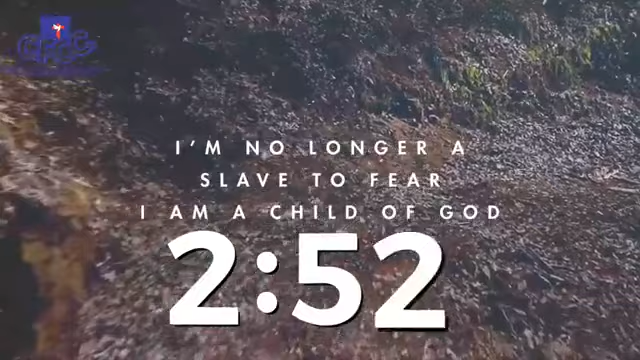 I'M NO LONGER A
SLAVE TO FEAR
I AM A CHILD OF GOD
2:52